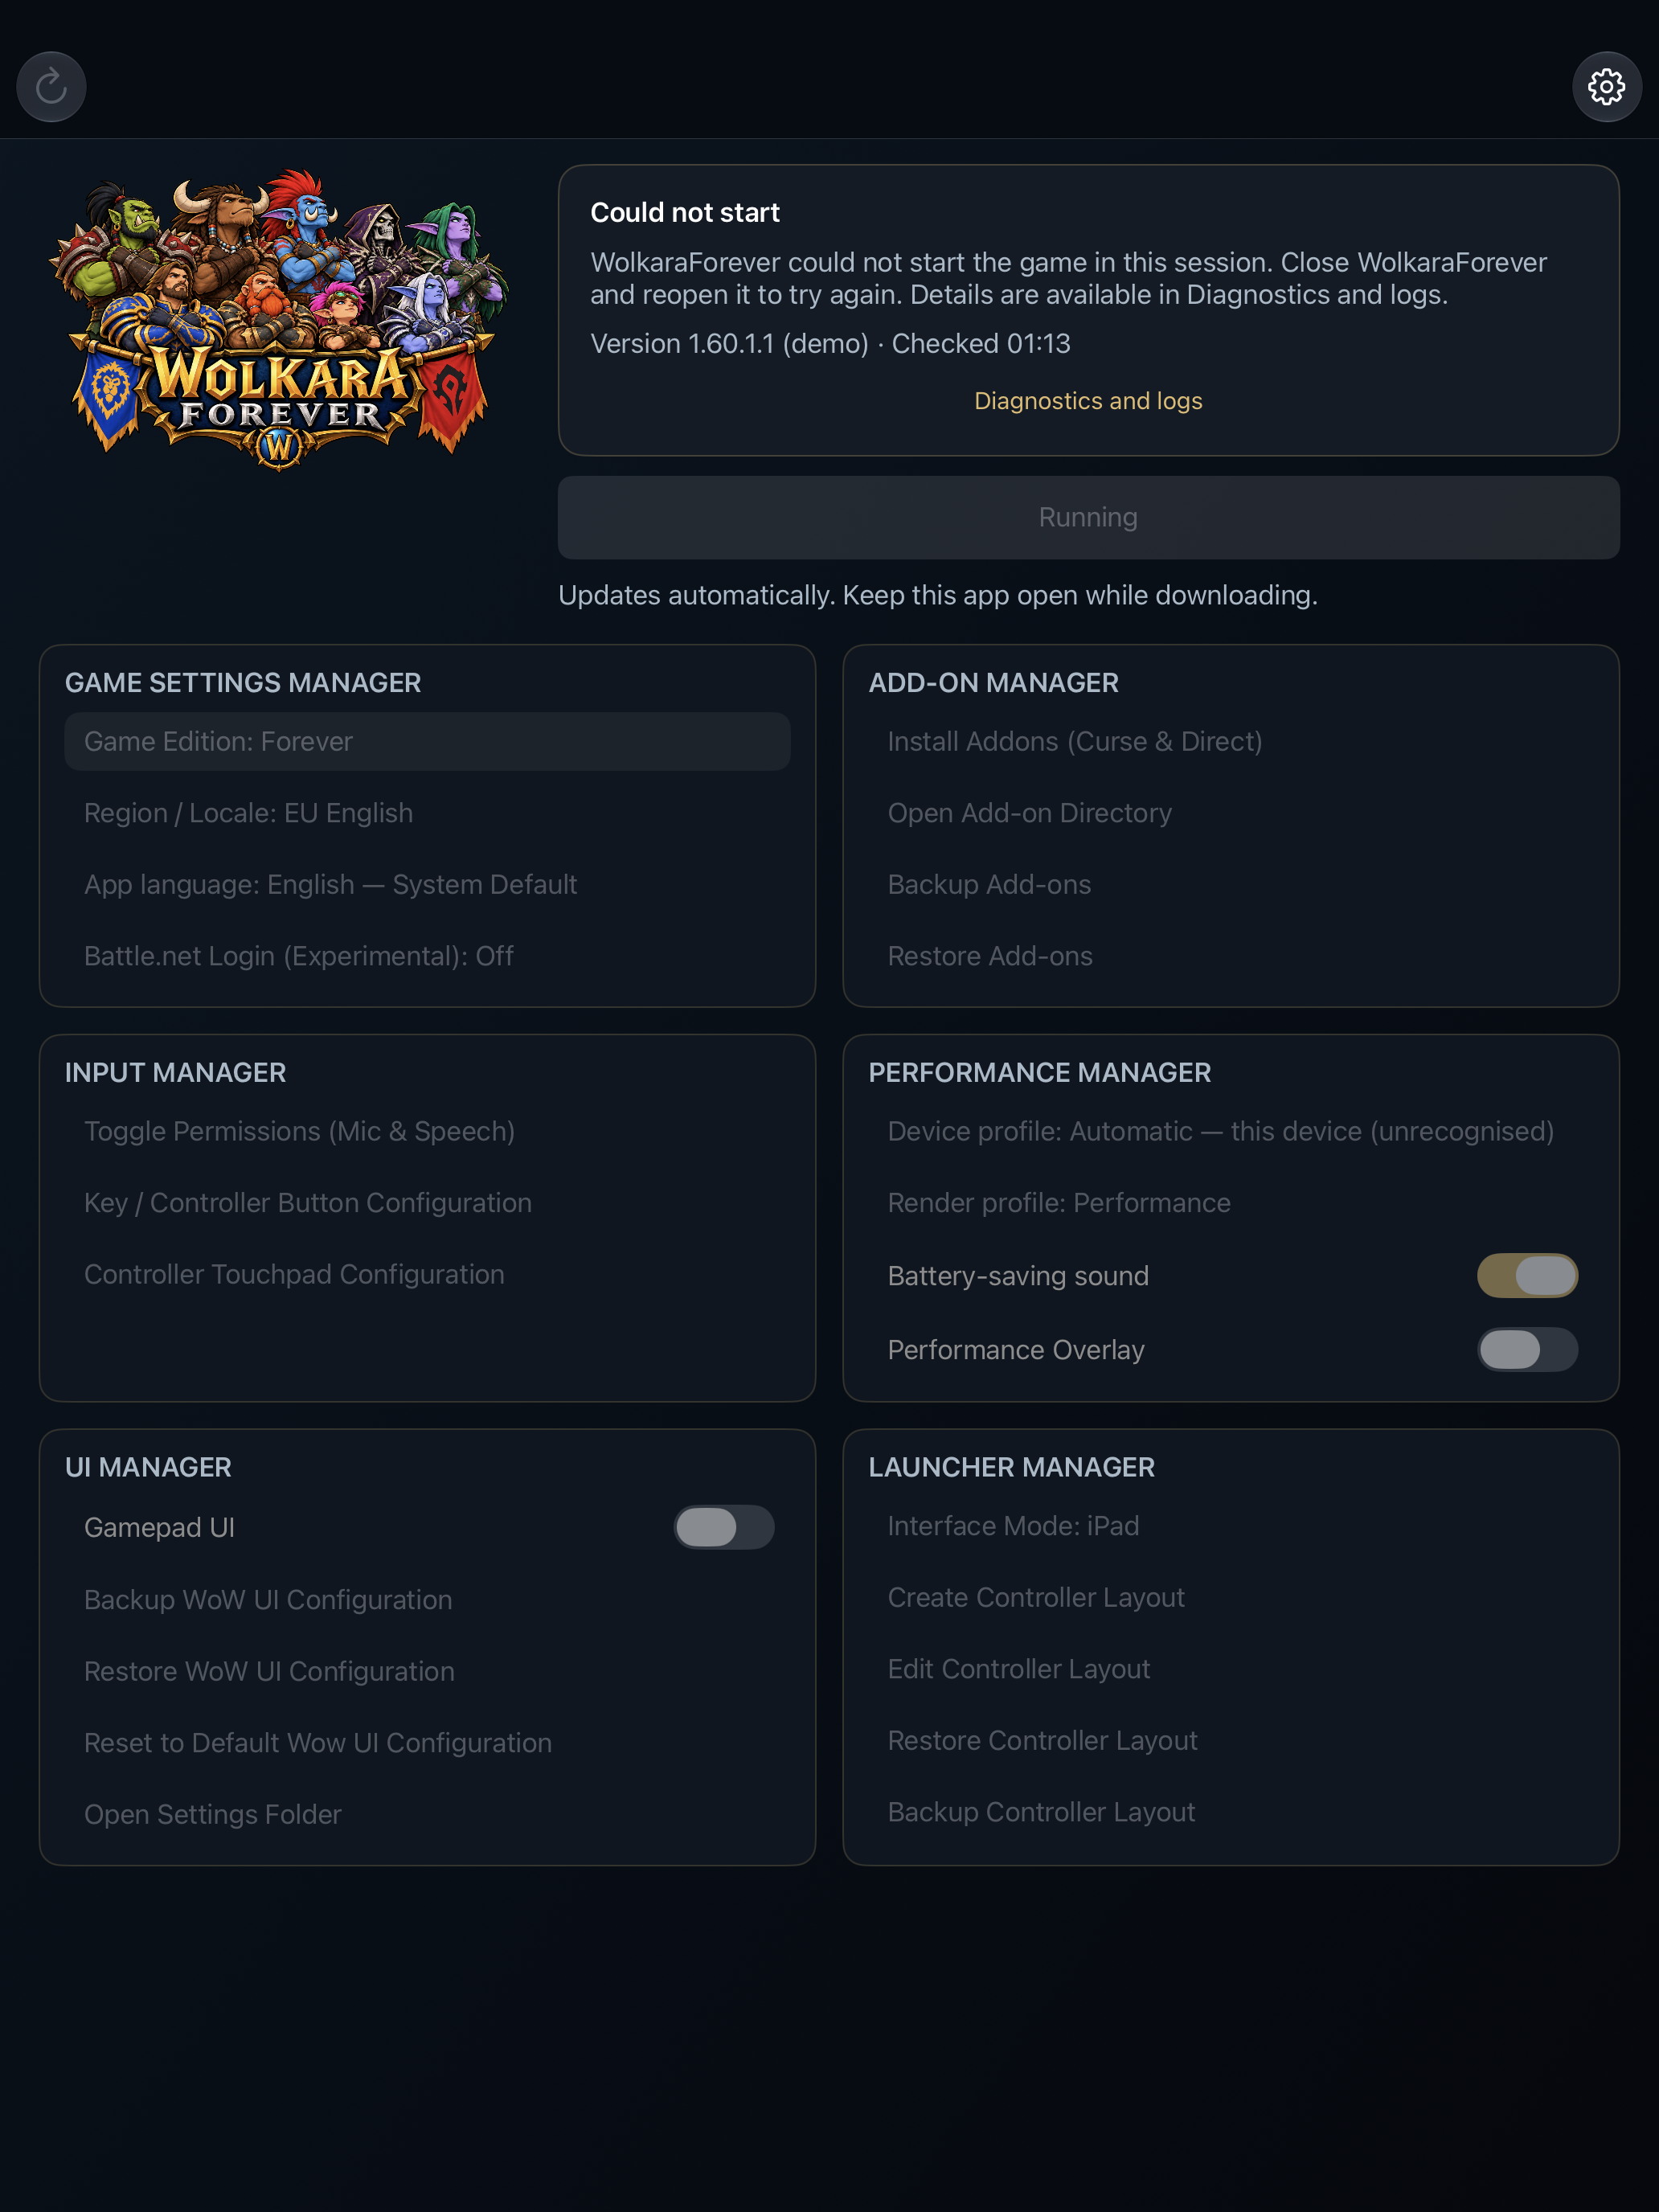 WOLKARA
FOREVER
W
Could not start
WolkaraForever could not start the game in this session. Close WolkaraForever
and reopen it to try again. Details are available in Diagnostics and logs.
Version 1.60.1.1 (demo) · Checked 01:13
Diagnostics and logs
Running
Updates automatically. Keep this app open while downloading.
GAME SETTINGS MANAGER
Game Edition: Forever
Region / Locale: EU English
App language: English — System Default
Battle.net Login (Experimental): Off
ADD-ON MANAGER
Install Addons (Curse & Direct)
Open Add-on Directory
Backup Add-ons
Restore Add-ons
INPUT MANAGER
Toggle Permissions (Mic & Speech)
Key / Controller Button Configuration
Controller Touchpad Configuration
PERFORMANCE MANAGER
Device profile: Automatic — this device (unrecognised)
Render profile: Performance
Battery-saving sound
Performance Overlay
UI MANAGER
Gamepad UI
Backup WoW UI Configuration
Restore WoW UI Configuration
Reset to Default Wow UI Configuration
Open Settings Folder
LAUNCHER MANAGER
Interface Mode: iPad
Create Controller Layout
Edit Controller Layout
Restore Controller Layout
Backup Controller Layout